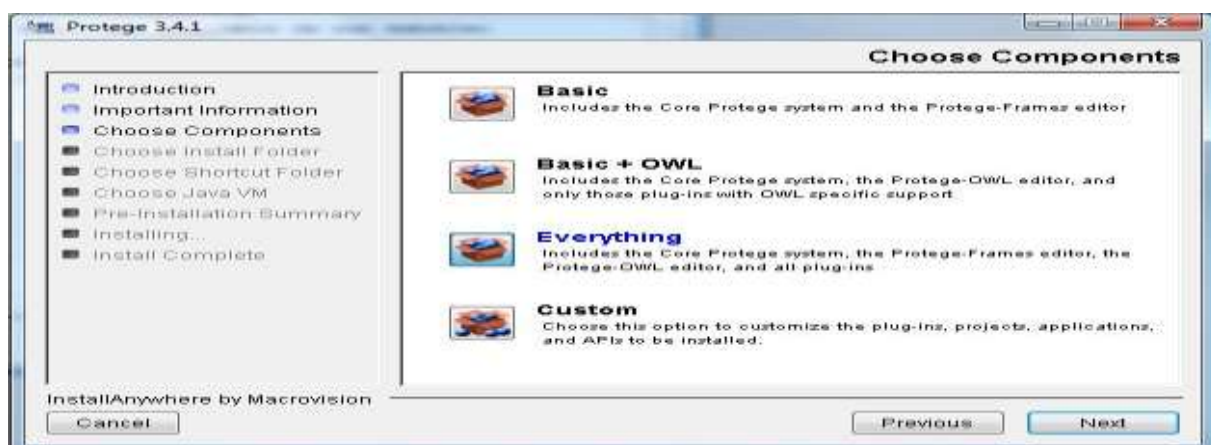 Protege 3.4.1
Choose Components
Introduction
Important Information
Choose Components
Choose Install Folder
Choose Shortcut Folder
Choose Java VM
Pre-Installation Summary
Installing...
Install Complete
Basic
Includes the Core Protege system and the Protege-Frames editor
Basic + OWL
Includes the Core Protege system, the Protege-OWL editor, and
only those plug-ins with OWL specific support
Everything
Includes the Core Protege system, the Protege-Frames editor, the
Protege-OWL editor, and all plug-ins
Custom
Choose this option to customize the plug-ins, projects, applications,
and APIs to be installed.
InstallAnywhere by Macrovision
Cancel
Previous
Next